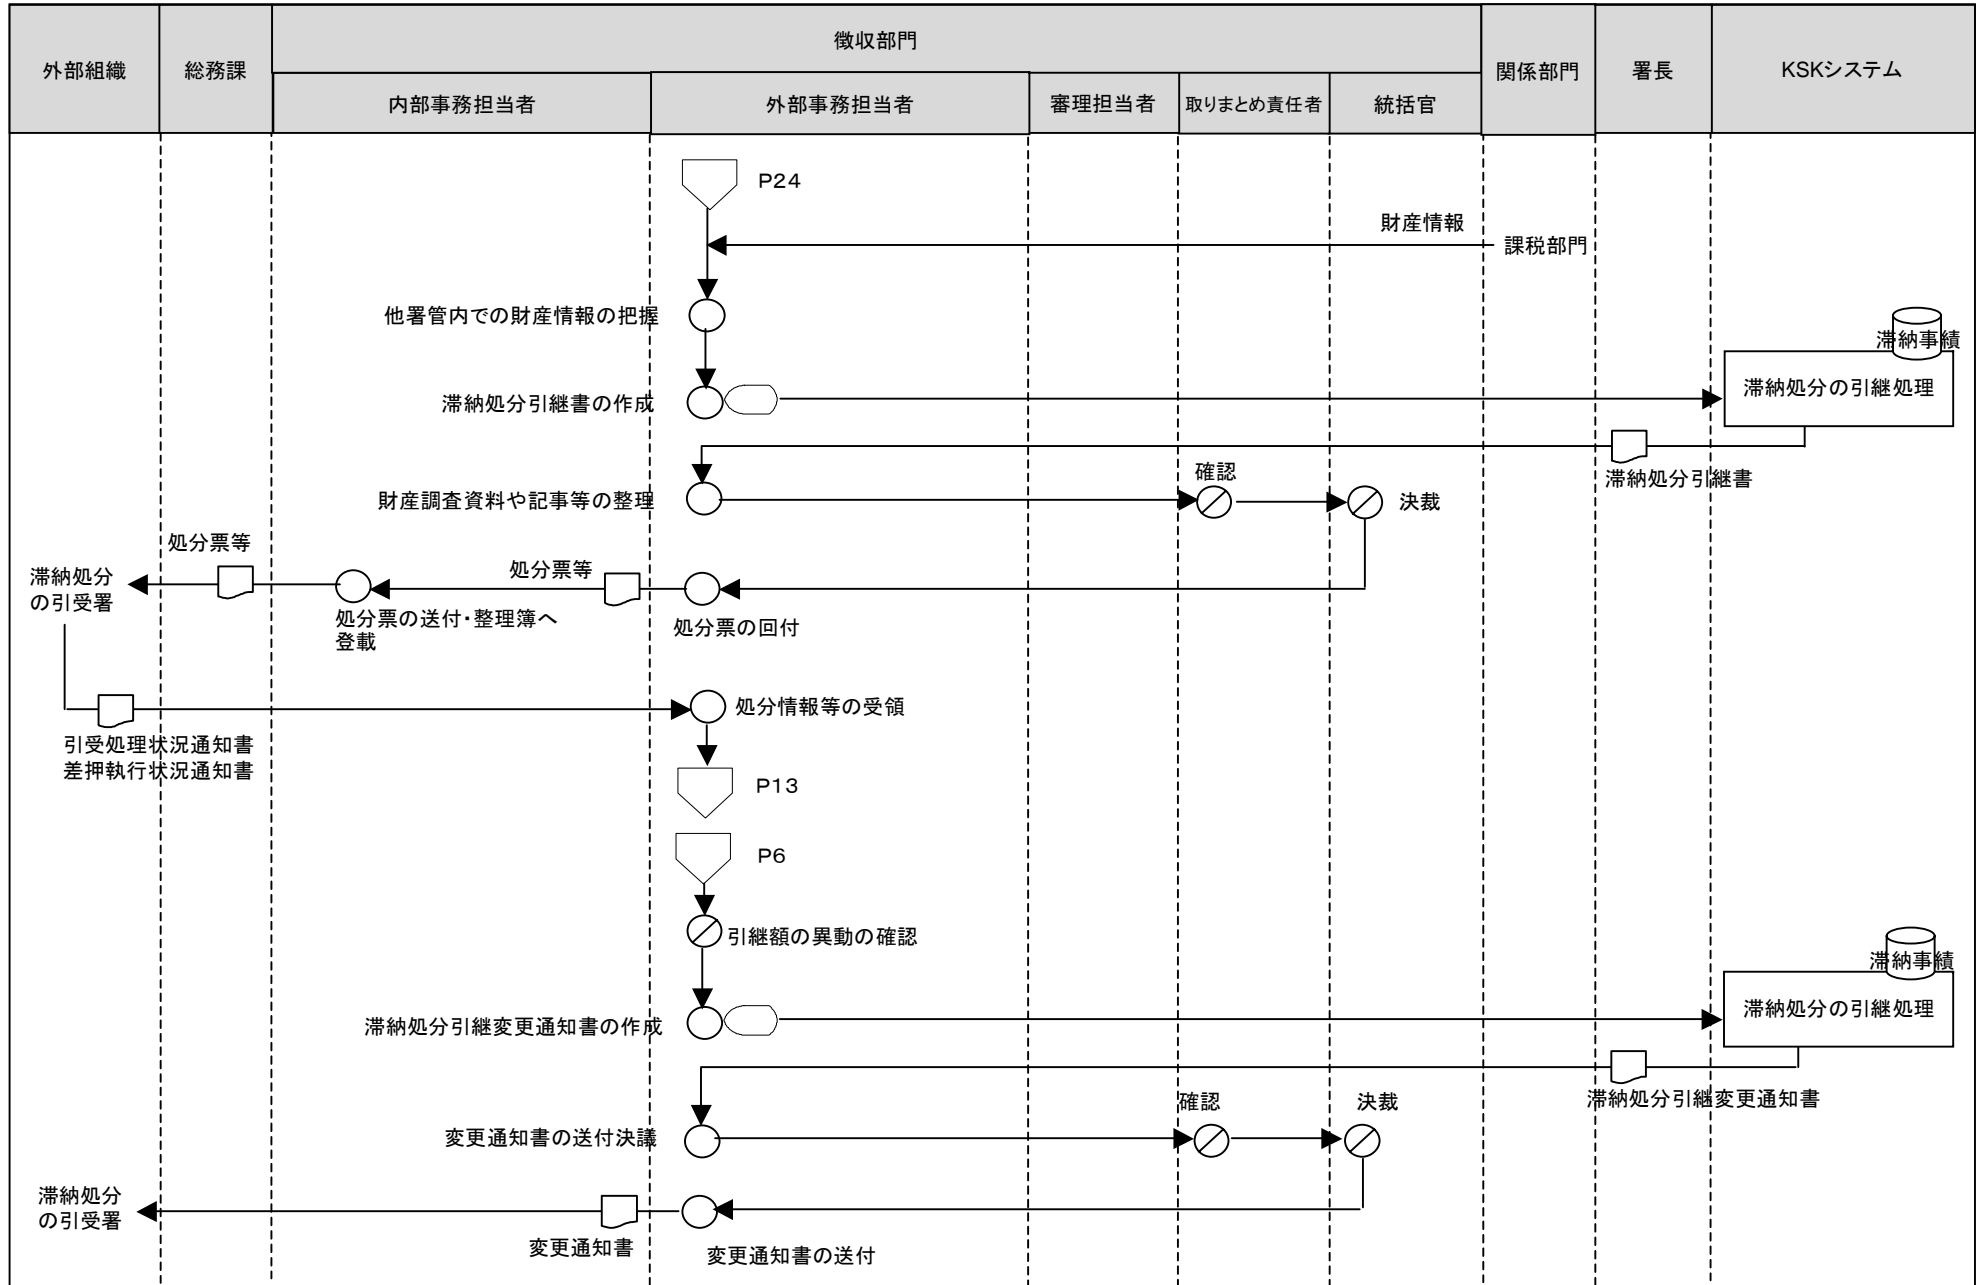 外部組織
総務課
徴収部門
関係部門
署長
KSKシステム
内部事務担当者
外部事務担当者
審理担当者
取りまとめ責任者
統括官
P24
財産情報
課税部門
他署管内での財産情報の把握
滞納事績
滞納処分の引継処理
滞納処分引継書の作成
滞納処分引継書
確認
財産調査資料や記事等の整理
決裁
処分票等
処分票等
滞納処分
の引受署
処分票の送付・整理簿へ
登載
処分票の回付
処分情報等の受領
引受処理状況通知書
差押執行状況通知書
P13
P6
引継額の異動の確認
滞納事績
滞納処分の引継処理
滞納処分引継変更通知書の作成
滞納処分引継変更通知書
確認
決裁
変更通知書の送付決議
滞納処分
の引受署
変更通知書
変更通知書の送付